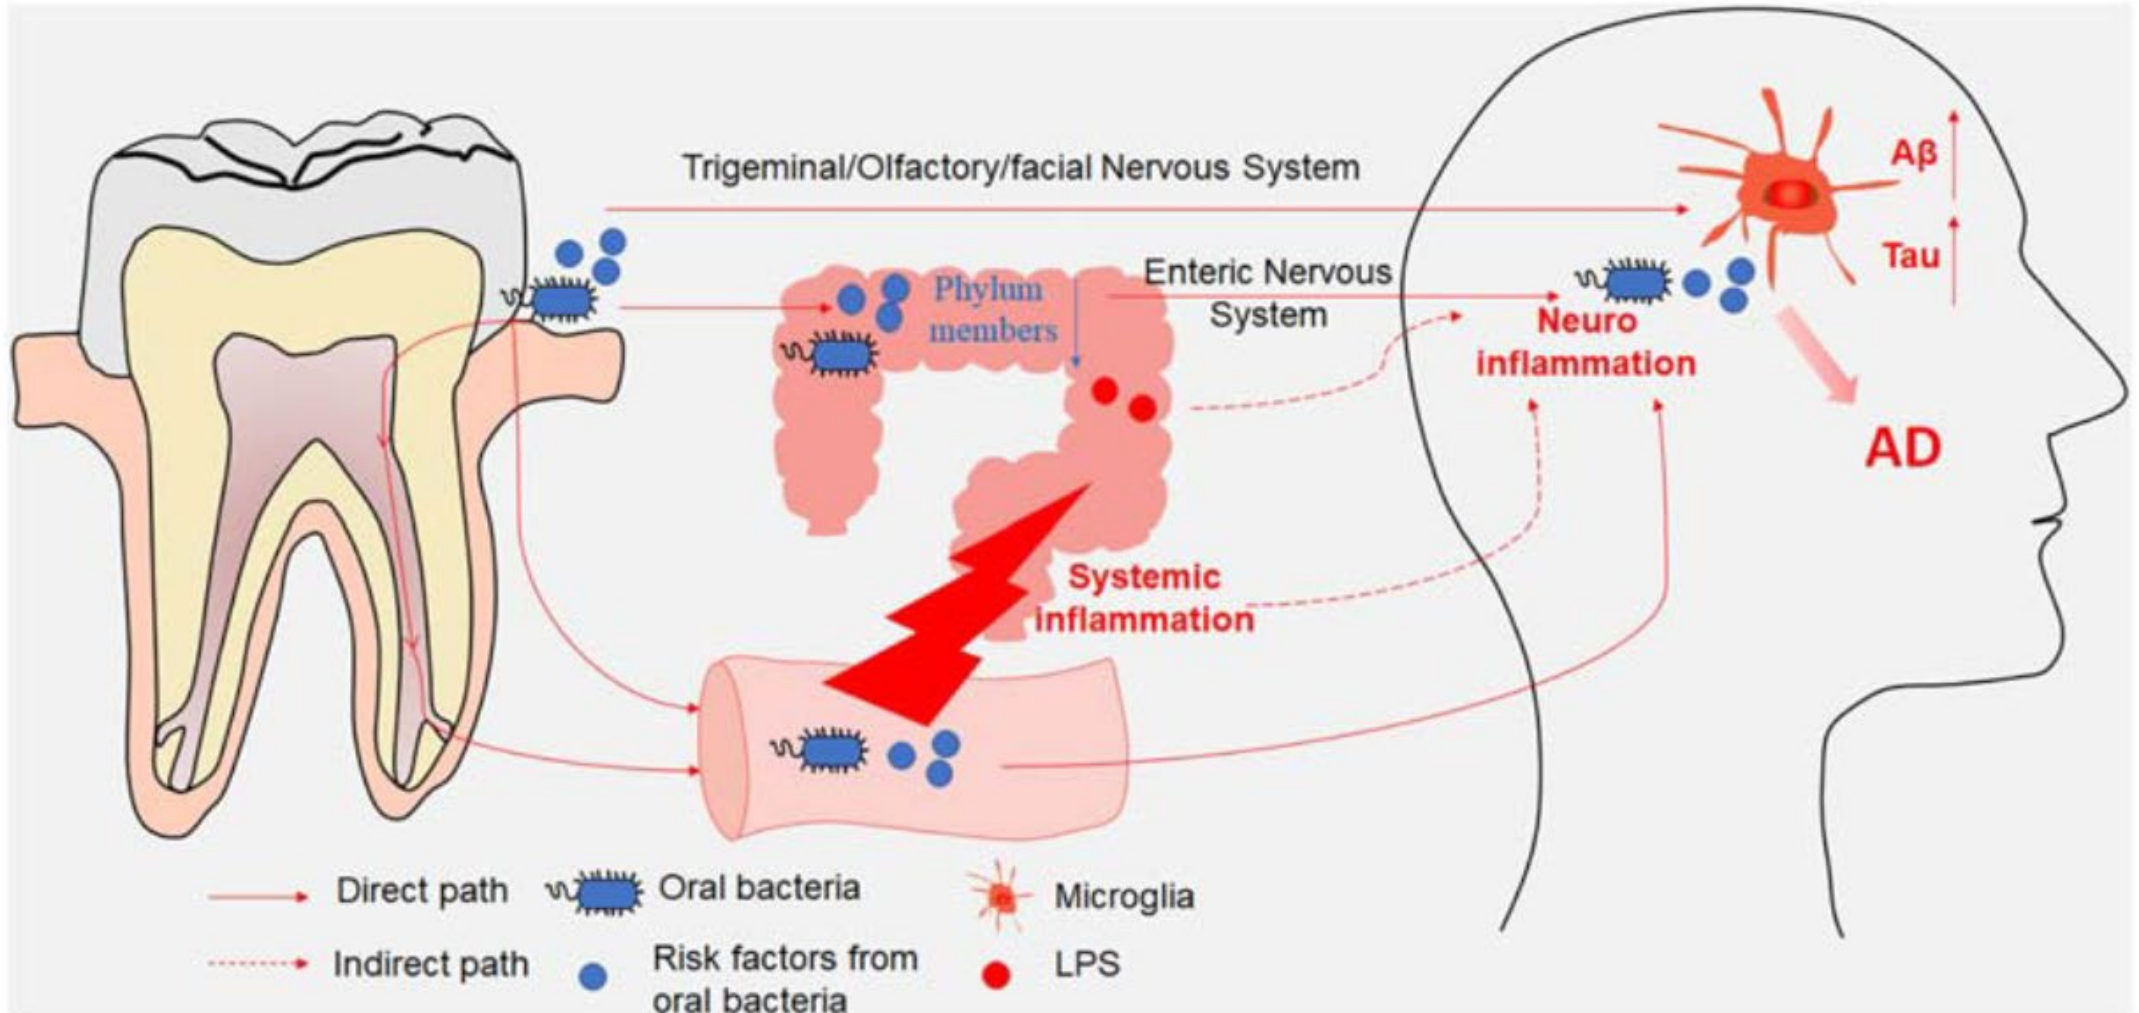 Trigeminal/Olfactory/facial Nervous System
Aβ
Tau
Phylum
members
Enteric Nervous
System
Neuro
inflammation
AD
Systemic
inflammation
Direct path
Oral bacteria
Microglia
Indirect path
Risk factors from
oral bacteria
LPS